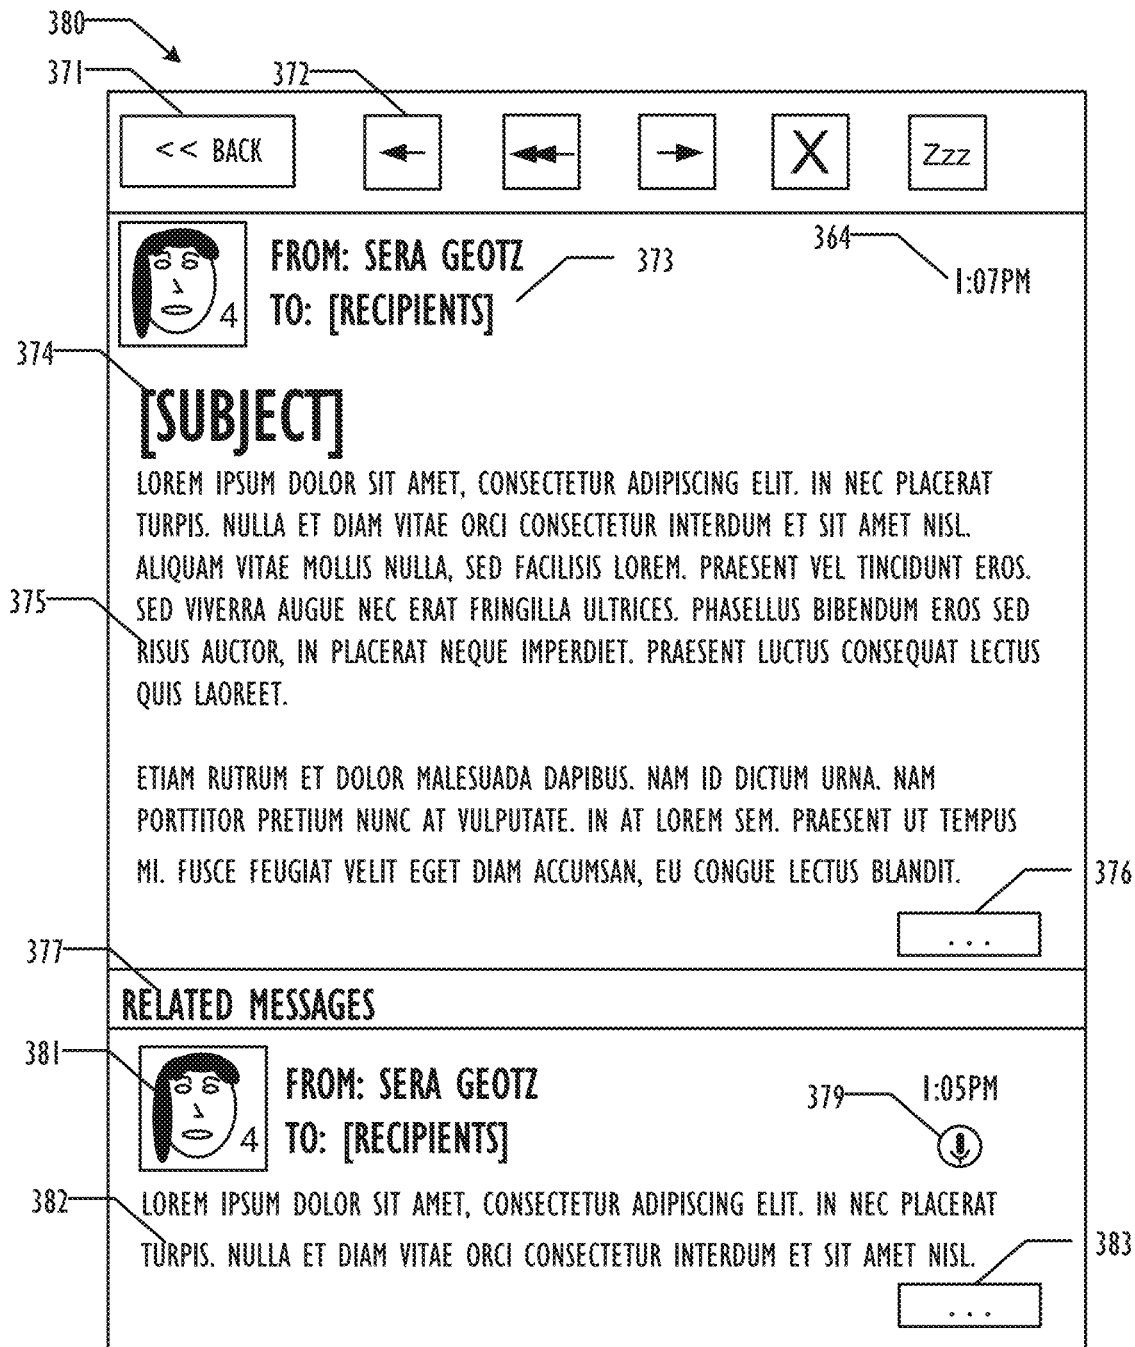 380
371
372
<< BACK
X
Zzz
FROM: SERA GEOTZ
373
364
1:07PM
TO: [RECIPIENTS]
4
374
[SUBJECT]
LOREM IPSUM DOLOR SIT AMET, CONSECTETUR ADIPISCING ELIT. IN NEC PLACERAT
TURPIS. NULLA ET DIAM VITAE ORCI CONSECTETUR INTERDUM ET SIT AMET NISL.
ALIQUAM VITAE MOLLIS NULLA, SED FACILISIS LOREM. PRAESENT VEL TINCIDUNT EROS.
375
SED VIVERRA AUGUE NEC ERAT FRINGILLA ULTRICES. PHASELLUS BIBENDUM EROS SED
RISUS AUCTOR, IN PLACERAT NEQUE IMPERDIET. PRAESENT LUCTUS CONSEQUAT LECTUS
QUIS LAOREET.
ETIAM RUTRUM ET DOLOR MALESUADA DAPIBUS. NAM ID DICTUM URNA. NAM
PORTTITOR PRETIUM NUNC AT VULPUTATE. IN AT LOREM SEM. PRAESENT UT TEMPUS
MI. FUSCE FEUGIAT VELIT EGET DIAM ACCUMSAN, EU CONGUE LECTUS BLANDIT.
376
...
377
RELATED MESSAGES
381
FROM: SERA GEOTZ
379
1:05PM
4
TO: [RECIPIENTS]
382
LOREM IPSUM DOLOR SIT AMET, CONSECTETUR ADIPISCING ELIT. IN NEC PLACERAT
TURPIS. NULLA ET DIAM VITAE ORCI CONSECTETUR INTERDUM ET SIT AMET NISL.
383
...